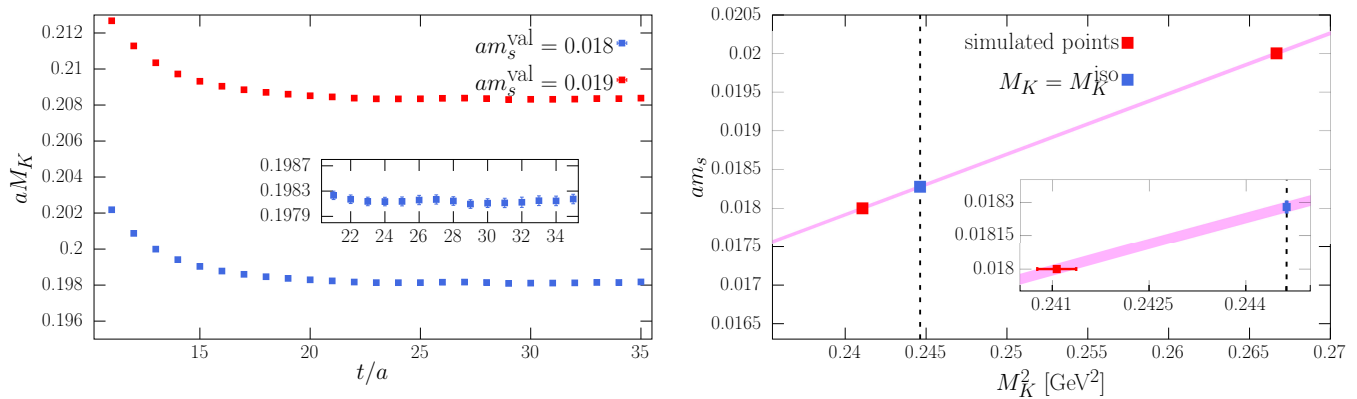 0.212
0.21
0.208
0.206
0.204
0.202
0.2
0.198
0.196
aM_K
am_s^val = 0.018
am_s^val = 0.019
0.1987
0.1983
0.1979
22 24 26 28 30 32 34
15 20 25 30 35
t/a
0.0205
0.02
0.0195
0.019
0.0185
0.018
0.0175
0.017
0.0165
am_s
simulated points
M_K = M_K^iso
0.0183
0.01815
0.018
0.241 0.2425 0.244
0.24 0.245 0.25 0.255 0.26 0.265 0.27
M_K^2 [GeV^2]